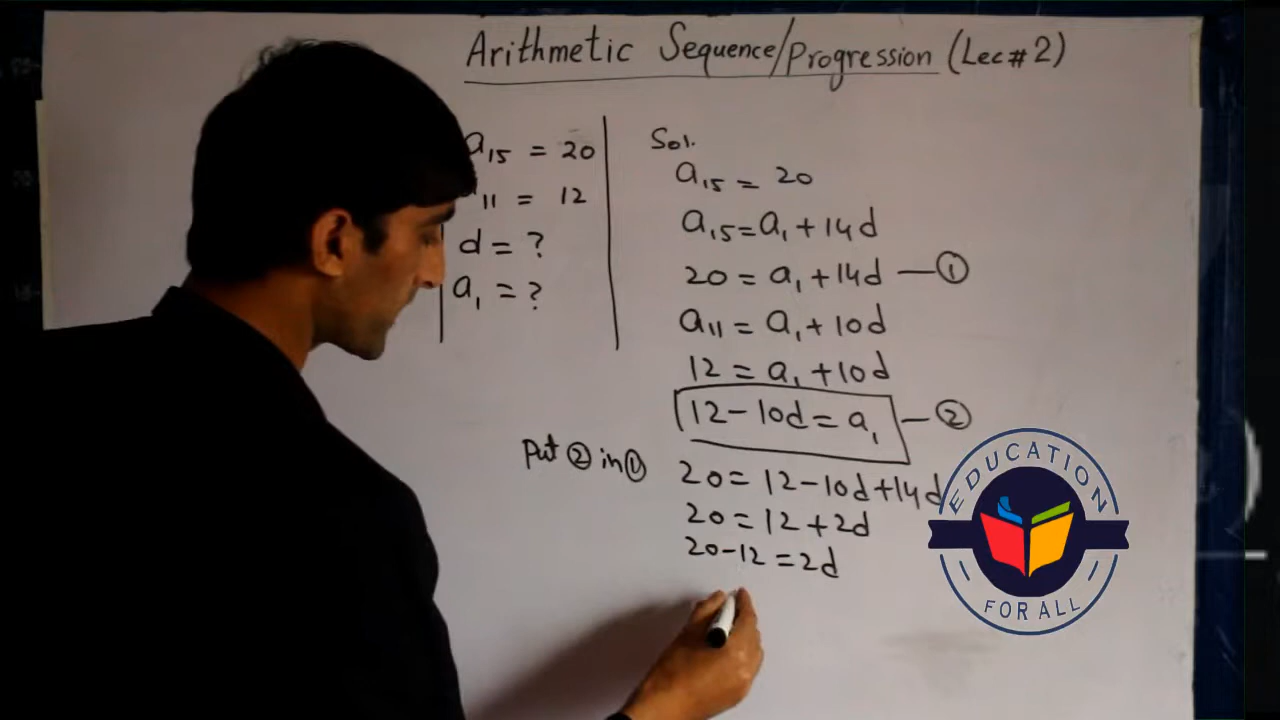 Arithmetic Sequence/Progression (Lec# 2)
a₁₅ = 20
₁₁ = 12
d = ?
a₁ = ?
Sol.
a₁₅ = 20
a₁₅ = a₁ + 14d
20 = a₁ + 14d — ①
a₁₁ = a₁ + 10d
12 = a₁ + 10d
12 - 10d = a₁ — ②
Put ② in ①
20 = 12 - 10d + 14d
20 = 12 + 2d
20 - 12 = 2d
EDUCATION
FOR ALL